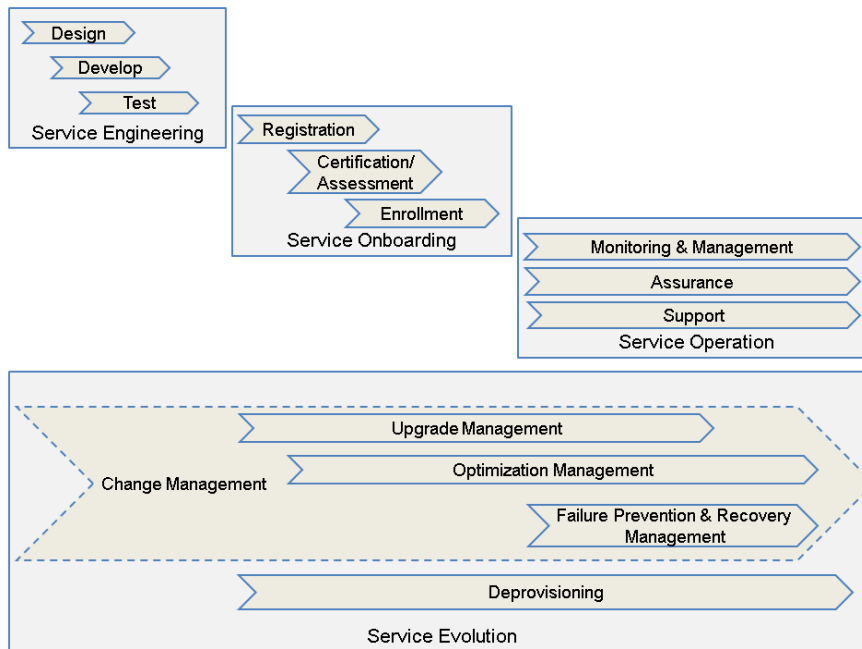 Design
Develop
Test
Service Engineering
Registration
Certification/
Assessment
Enrollment
Service Onboarding
Monitoring & Management
Assurance
Support
Service Operation
Upgrade Management
Optimization Management
Change Management
Failure Prevention & Recovery
Management
Deprovisioning
Service Evolution